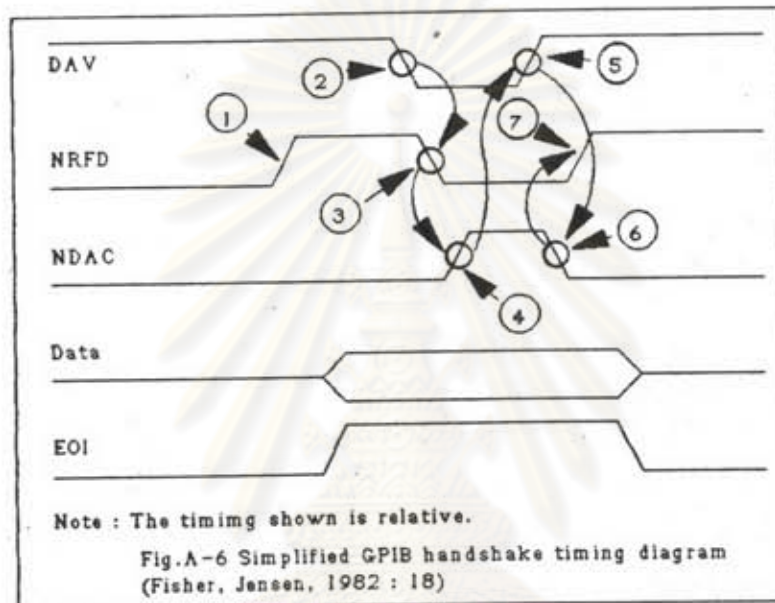 DAV
2
5
1
7
NRFD
3
NDAC
6
4
Data
EOI
Note : The timimg shown is relative.
Fig.A-6 Simplified GPIB handshake timing diagram
(Fisher, Jensen, 1982 : 18)